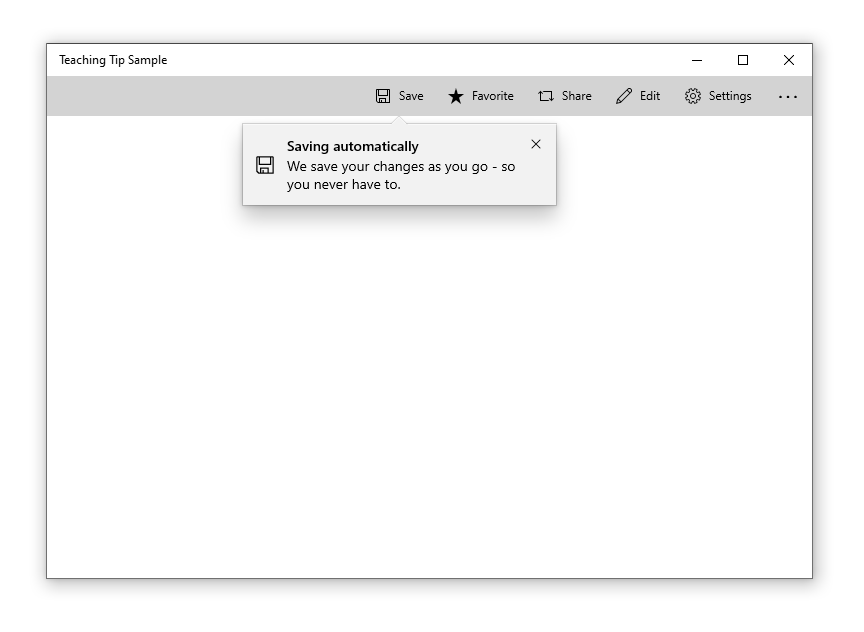 Teaching Tip Sample
Save Favorite Share Edit Settings ...
Saving automatically
We save your changes as you go - so
you never have to.